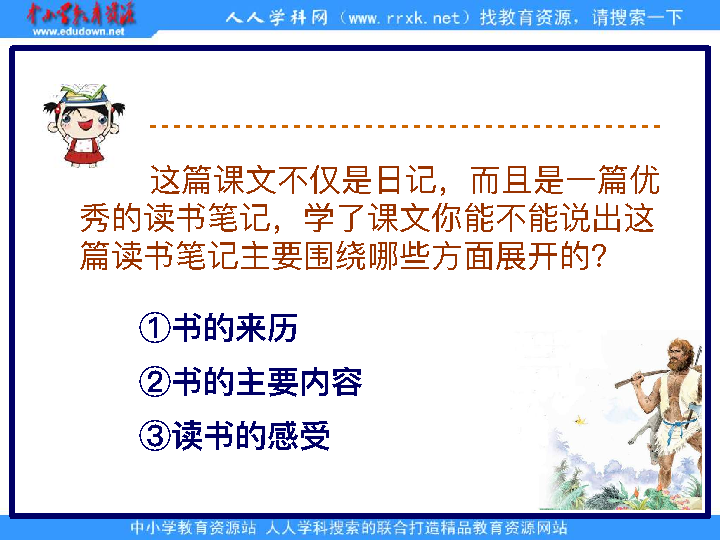 中小学教育资源
www.edudown.net
人人学科网（www.rrxk.net）找教育资源，请搜索一下
这篇课文不仅是日记，而且是一篇优
秀的读书笔记，学了课文你能不能说出这
篇读书笔记主要围绕哪些方面展开的?
①书的来历
②书的主要内容
③读书的感受
中小学教育资源站 人人学科搜索的联合打造精品教育资源网站